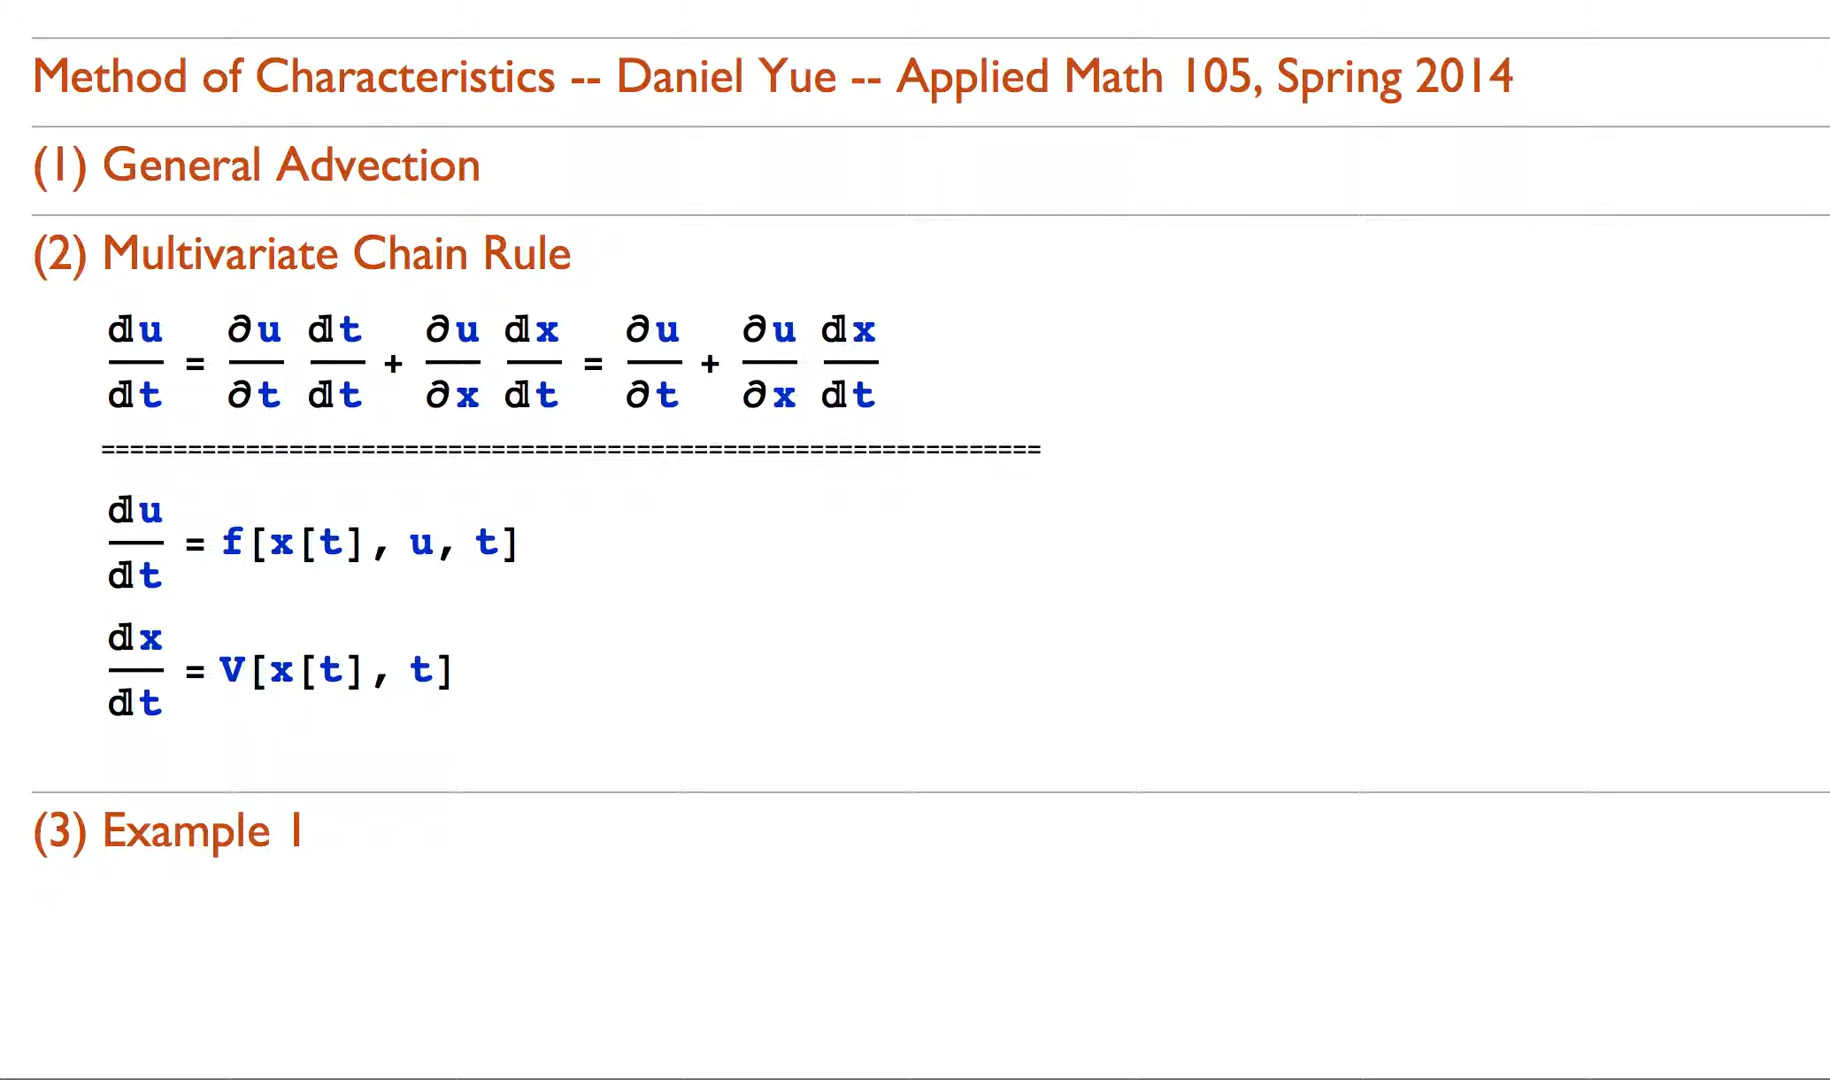 Method of Characteristics -- Daniel Yue -- Applied Math 105, Spring 2014
(1) General Advection
(2) Multivariate Chain Rule
ⅆu/ⅆt = ∂u/∂t ⅆt/ⅆt + ∂u/∂x ⅆx/ⅆt = ∂u/∂t + ∂u/∂x ⅆx/ⅆt
=================================================================
ⅆu/ⅆt = f[x[t], u, t]
ⅆx/ⅆt = V[x[t], t]
(3) Example 1